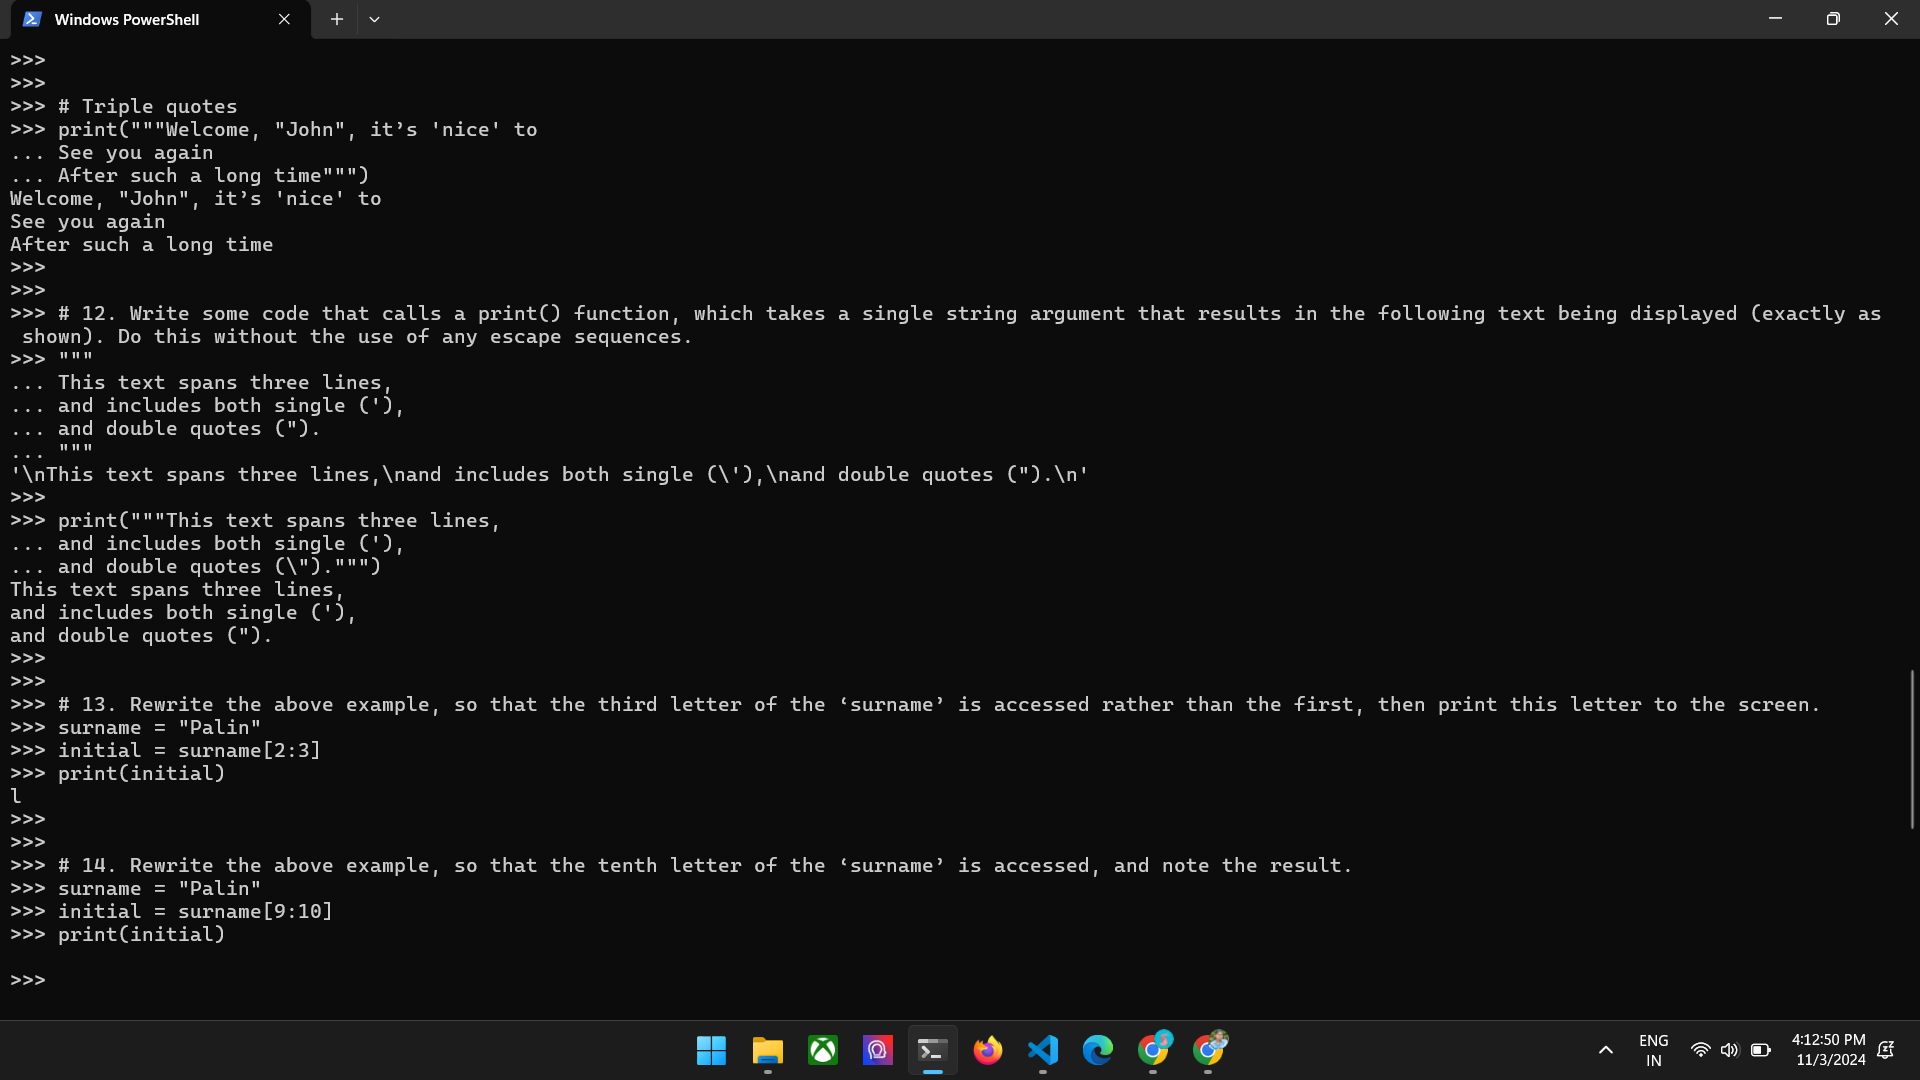 Windows PowerShell
>>>
>>>
>>> # Triple quotes
>>> print("""Welcome, "John", it’s 'nice' to
... See you again
... After such a long time""")
Welcome, "John", it’s 'nice' to
See you again
After such a long time
>>>
>>>
>>> # 12. Write some code that calls a print() function, which takes a single string argument that results in the following text being displayed (exactly as
 shown). Do this without the use of any escape sequences.
>>> """
... This text spans three lines,
... and includes both single ('),
... and double quotes (").
... """
'\nThis text spans three lines,\nand includes both single (\'),\nand double quotes (").\n'
>>>
>>> print("""This text spans three lines,
... and includes both single ('),
... and double quotes (\").""")
This text spans three lines,
and includes both single ('),
and double quotes (").
>>>
>>>
>>> # 13. Rewrite the above example, so that the third letter of the ‘surname’ is accessed rather than the first, then print this letter to the screen.
>>> surname = "Palin"
>>> initial = surname[2:3]
>>> print(initial)
l
>>>
>>>
>>> # 14. Rewrite the above example, so that the tenth letter of the ‘surname’ is accessed, and note the result.
>>> surname = "Palin"
>>> initial = surname[9:10]
>>> print(initial)

>>>
ENG
IN
4:12:50 PM
11/3/2024